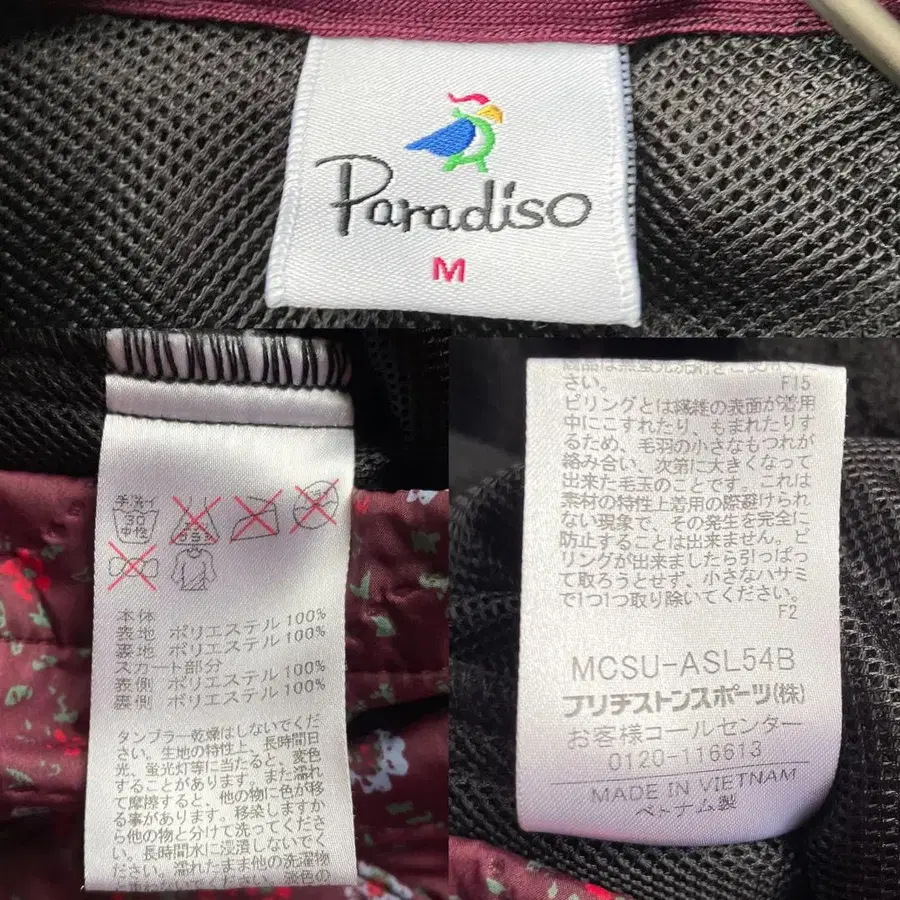 Paradiso
M
手洗イ
30
中性
本体
表地 ポリエステル 100%
裏地 ポリエステル 100%
スカート部分
表側 ポリエステル 100%
裏側 ポリエステル 100%
タンブラー乾燥はしないでくだ
さい。生地の特性上、長時間日
光、蛍光灯等に当たると、変色
することがあります。また濡れ
て摩擦すると、他の物に色が移
る事があります。移染しますか
ら他の物と分けて洗ってくださ
い。長時間水に浸漬しないでく
ださい。濡れたまま他の洗濯物
さい。
F15
ピリングとは繊維の表面が着用
中にこすれたり、もまれたりす
るため、毛羽の小さなもつれが
絡み合い、次第に大きくなって
出来た毛玉のことです。これは
素材の特性上着用の際避けられ
ない現象で、その発生を完全に
防止することは出来ません。ピ
リングが出来ましたら引っぱっ
て取ろうとせず、小さなハサミ
で1つ1つ取り除いてください。
F2
MCSU-ASL54B
ブリヂストンスポーツ(株)
お客様コールセンター
0120-116613
MADE IN VIETNAM
ベトナム製